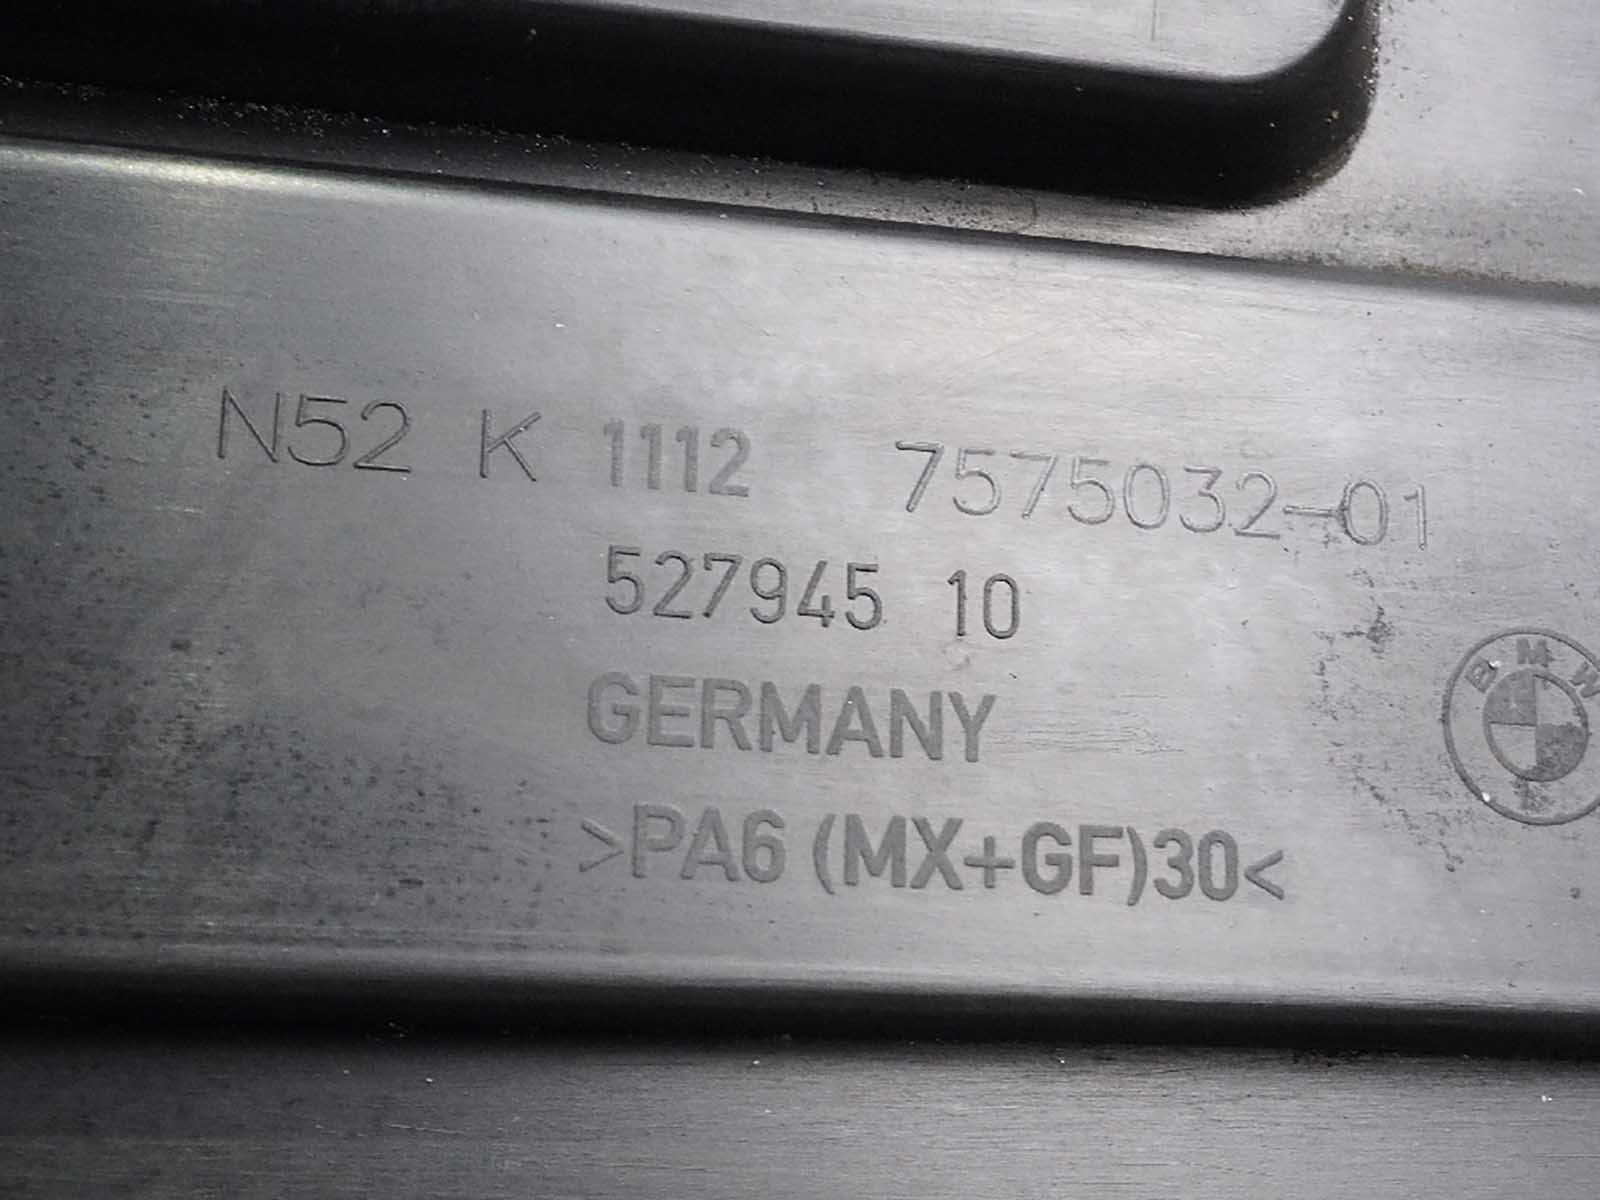 N52 K 1112 7575032-01
527945 10
GERMANY
>PA6 (MX+GF)30<
BMW